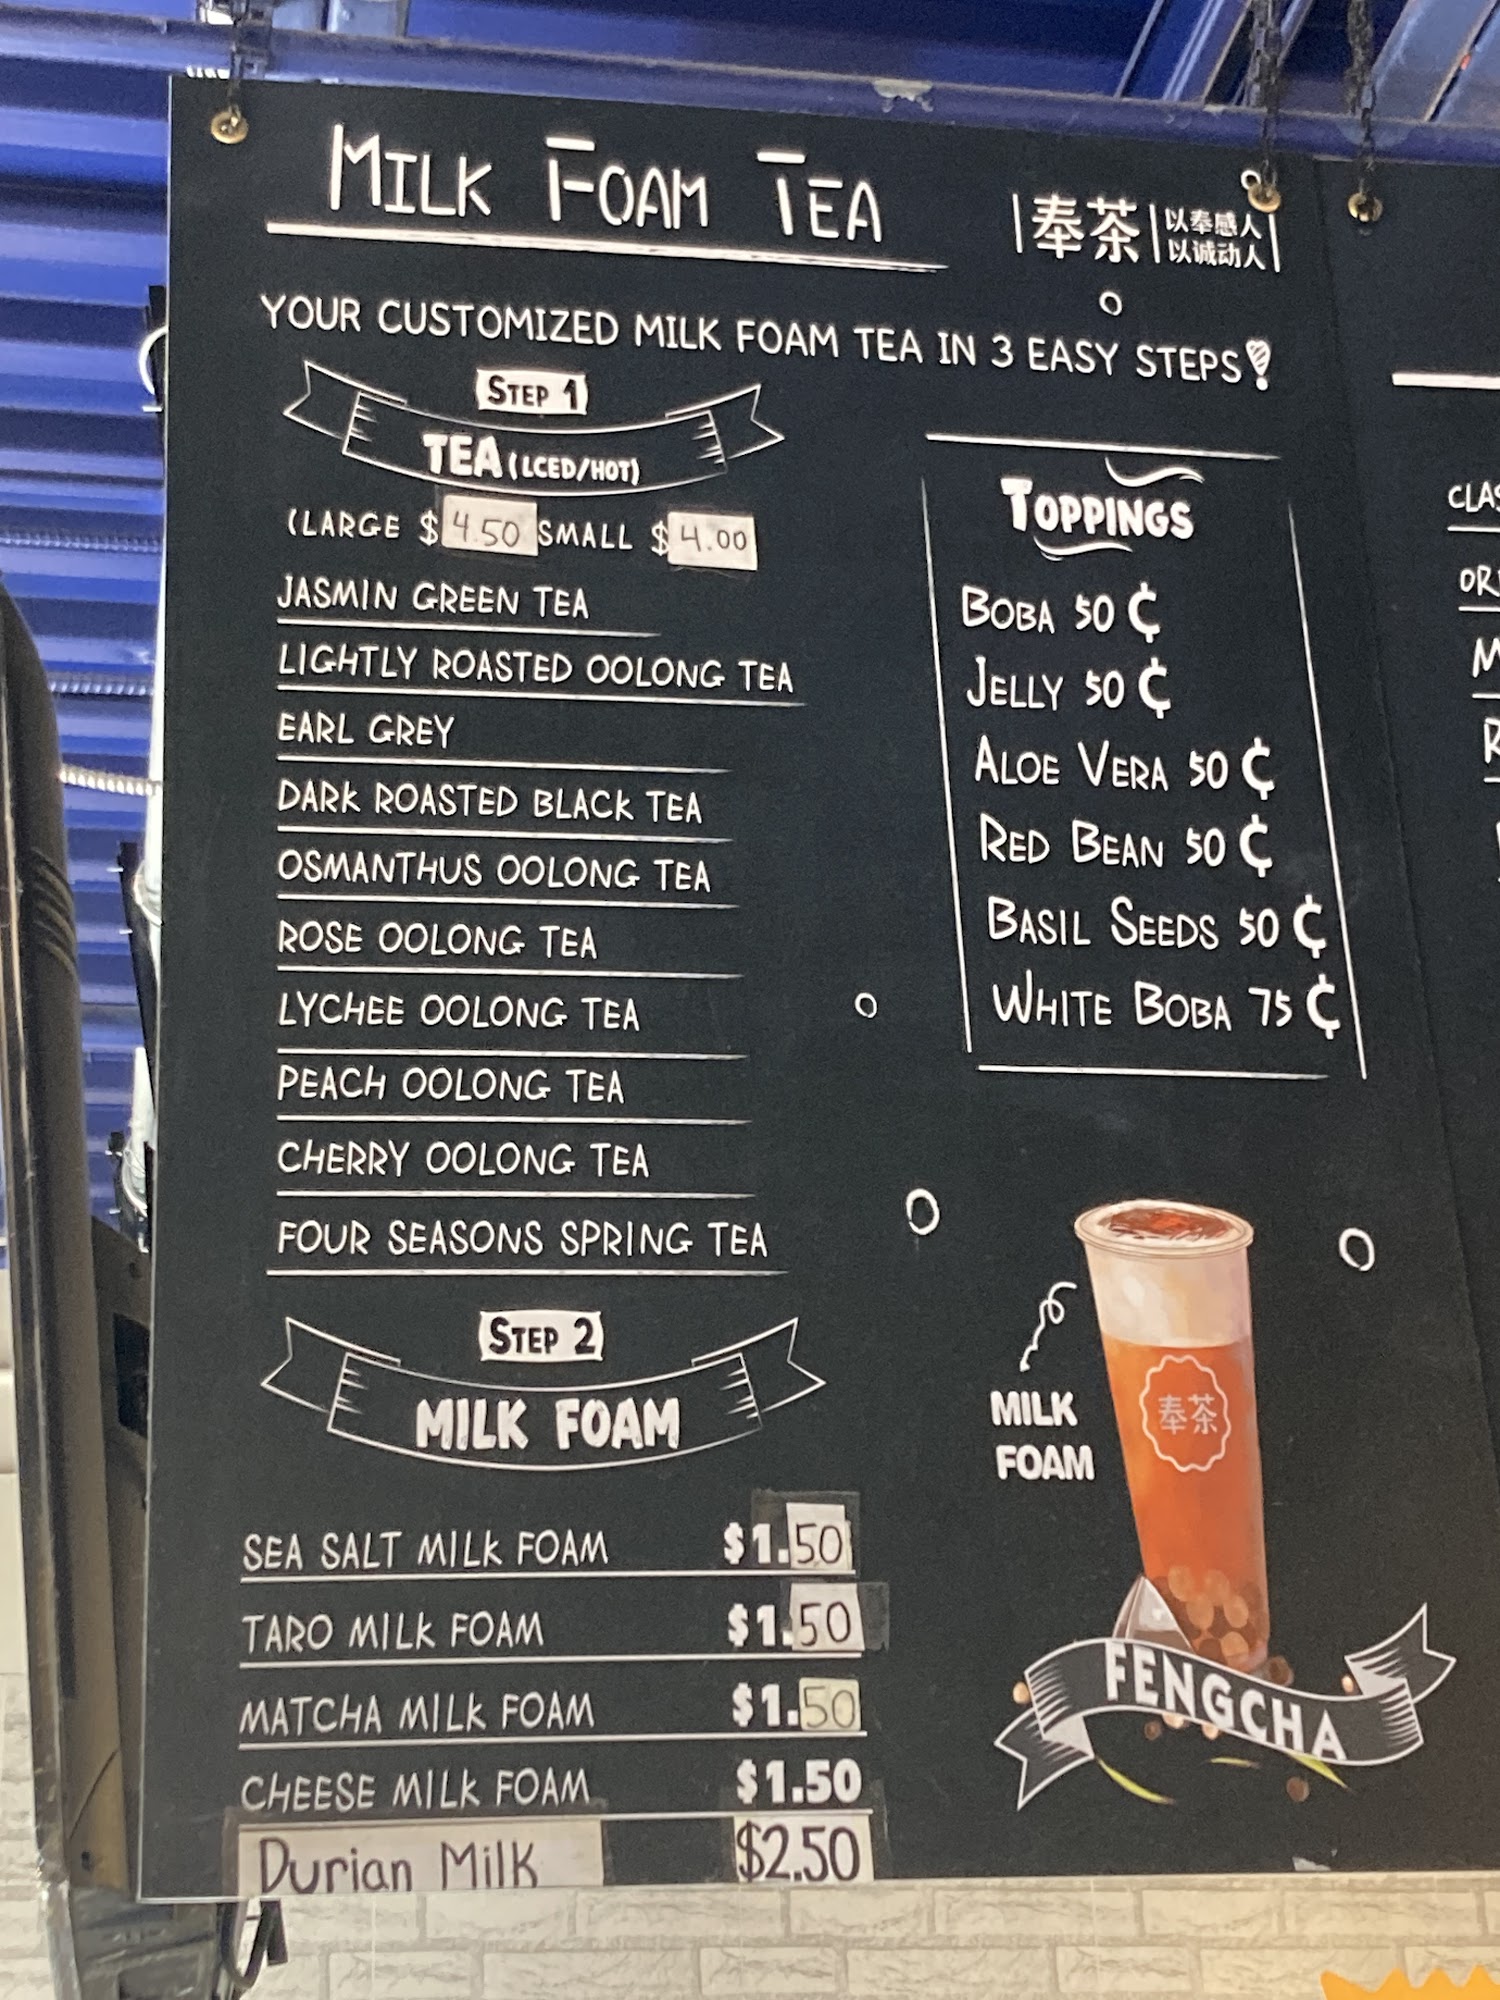 MILK FOAM TEA
奉茶
以奉感人
以诚动人
YOUR CUSTOMIZED MILK FOAM TEA IN 3 EASY STEPS!
STEP 1
TEA (LCED/HOT)
(LARGE $4.50 SMALL $4.00
JASMIN GREEN TEA
LIGHTLY ROASTED OOLONG TEA
EARL GREY
DARK ROASTED BLACK TEA
OSMANTHUS OOLONG TEA
ROSE OOLONG TEA
LYCHEE OOLONG TEA
PEACH OOLONG TEA
CHERRY OOLONG TEA
FOUR SEASONS SPRING TEA
STEP 2
MILK FOAM
SEA SALT MILK FOAM $1.50
TARO MILK FOAM $1.50
MATCHA MILK FOAM $1.50
CHEESE MILK FOAM $1.50
Durian Milk $2.50
TOPPINGS
BOBA 50 ¢
JELLY 50 ¢
ALOE VERA 50 ¢
RED BEAN 50 ¢
BASIL SEEDS 50 ¢
WHITE BOBA 75 ¢
MILK
FOAM
奉茶
FENGCHA